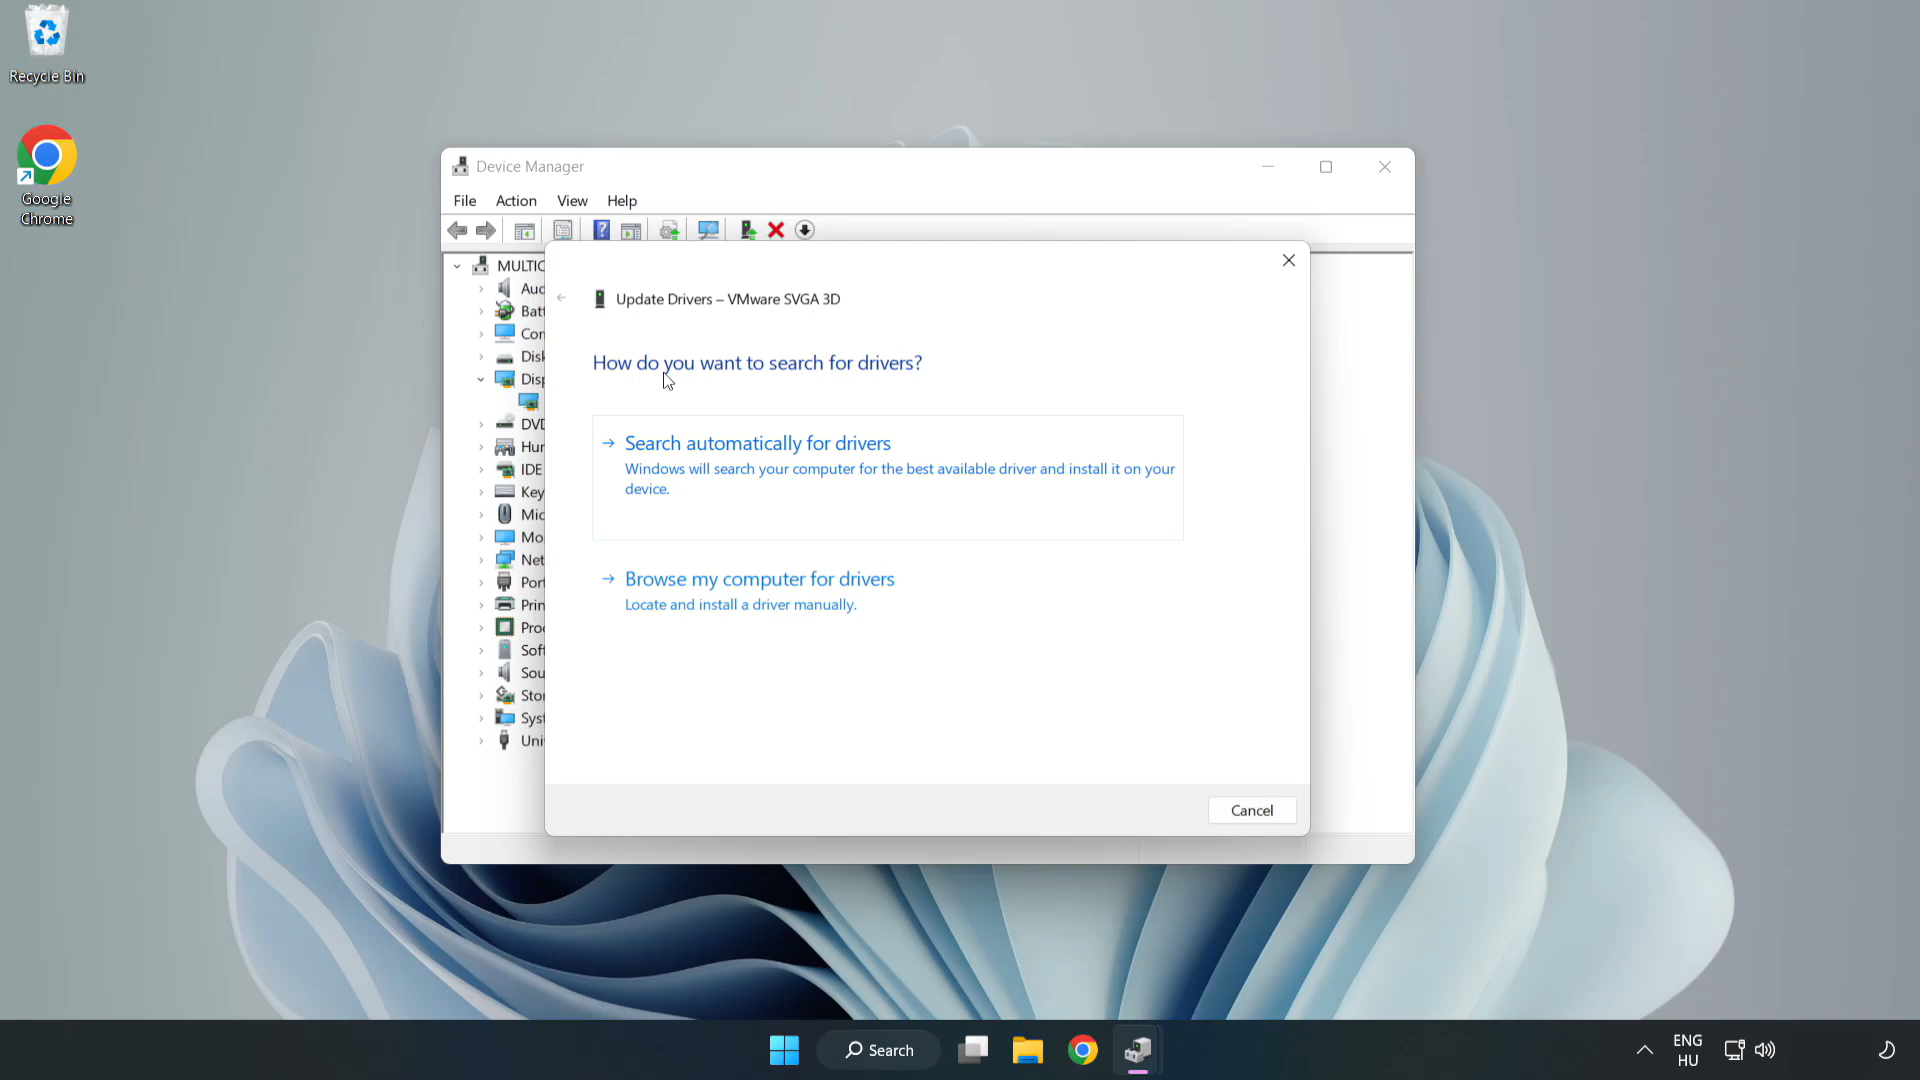 Recycle Bin
Google
Chrome
Device Manager
File Action View Help
Update Drivers – VMware SVGA 3D
How do you want to search for drivers?
Search automatically for drivers
Windows will search your computer for the best available driver and install it on your
device.
Browse my computer for drivers
Locate and install a driver manually.
Cancel
MULTIC
Aud
Batt
Con
Disk
Disp
DVD
Hur
IDE
Key
Mic
Mo
Net
Port
Prin
Proc
Soft
Sou
Stor
Syst
Uni
Search
ENG
HU